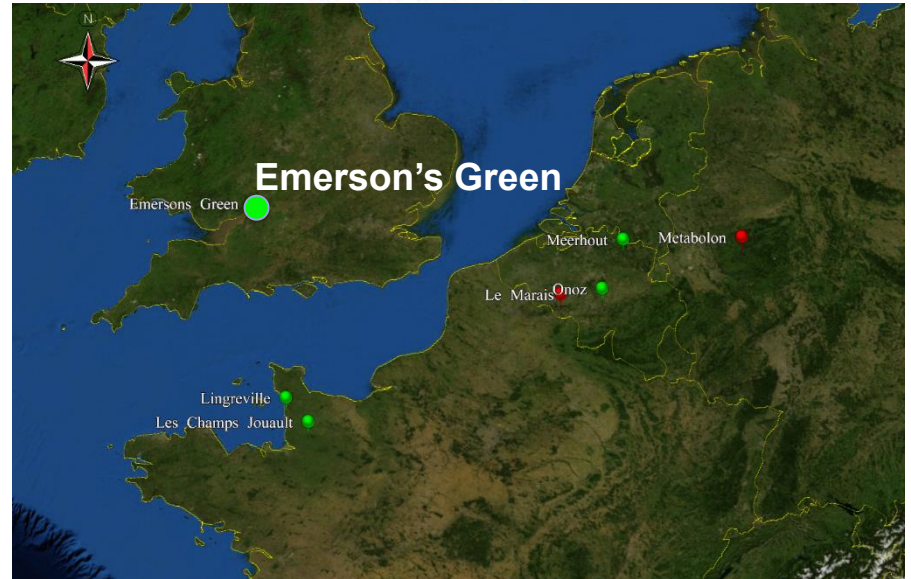 N
Emerson's Green
Emersons Green
Meerhout
Metabolon
Le Marais
Onoz
Lingreville
Les Champs Jouault